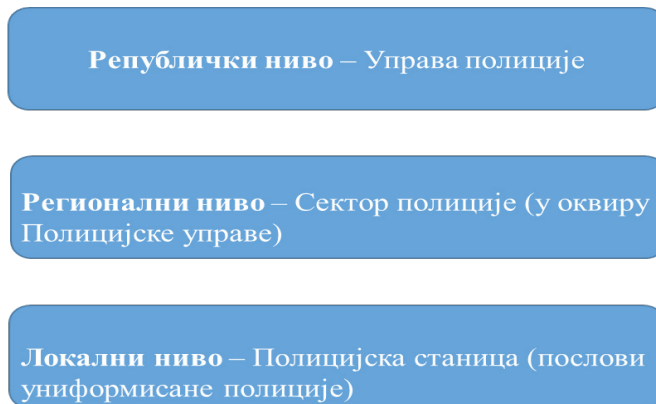 Републички ниво – Управа полиције
Регионални ниво – Сектор полиције (у оквиру
Полицијске управе)
Локални ниво – Полицијска станица (послови
униформисане полиције)